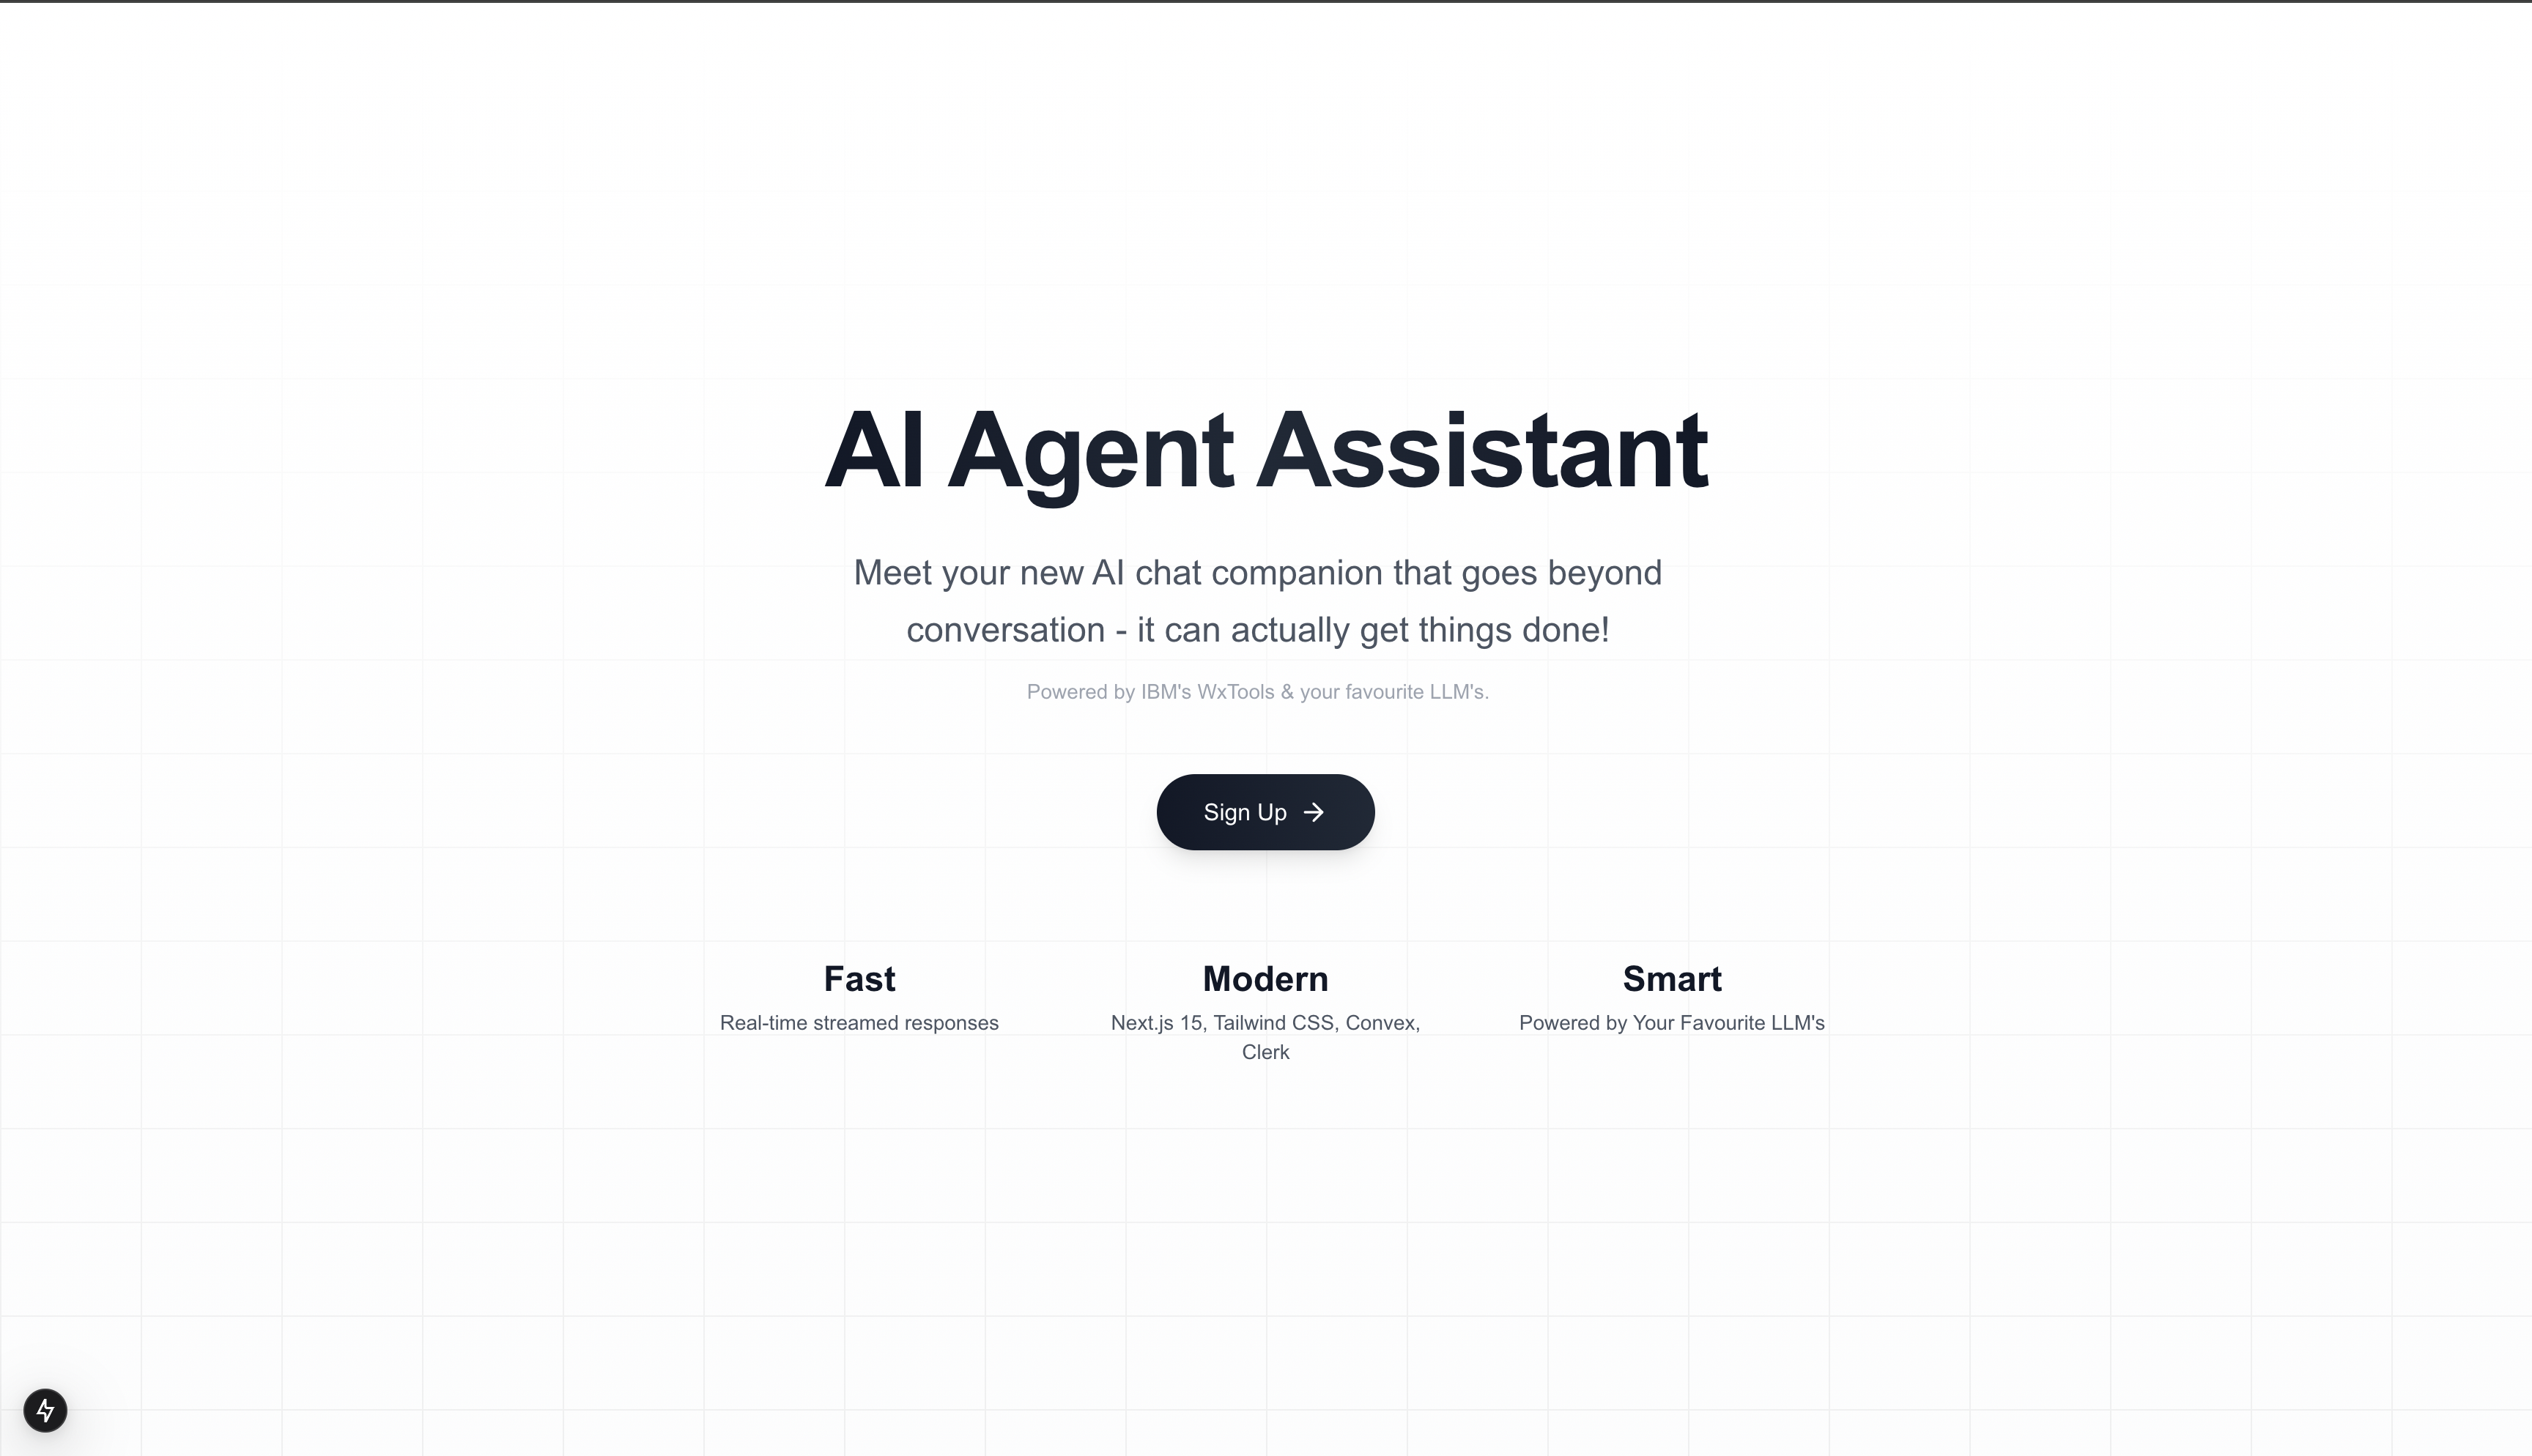 AI Agent Assistant
Meet your new AI chat companion that goes beyond
conversation - it can actually get things done!
Powered by IBM's WxTools & your favourite LLM's.
Sign Up
Fast
Real-time streamed responses
Modern
Next.js 15, Tailwind CSS, Convex,
Clerk
Smart
Powered by Your Favourite LLM's